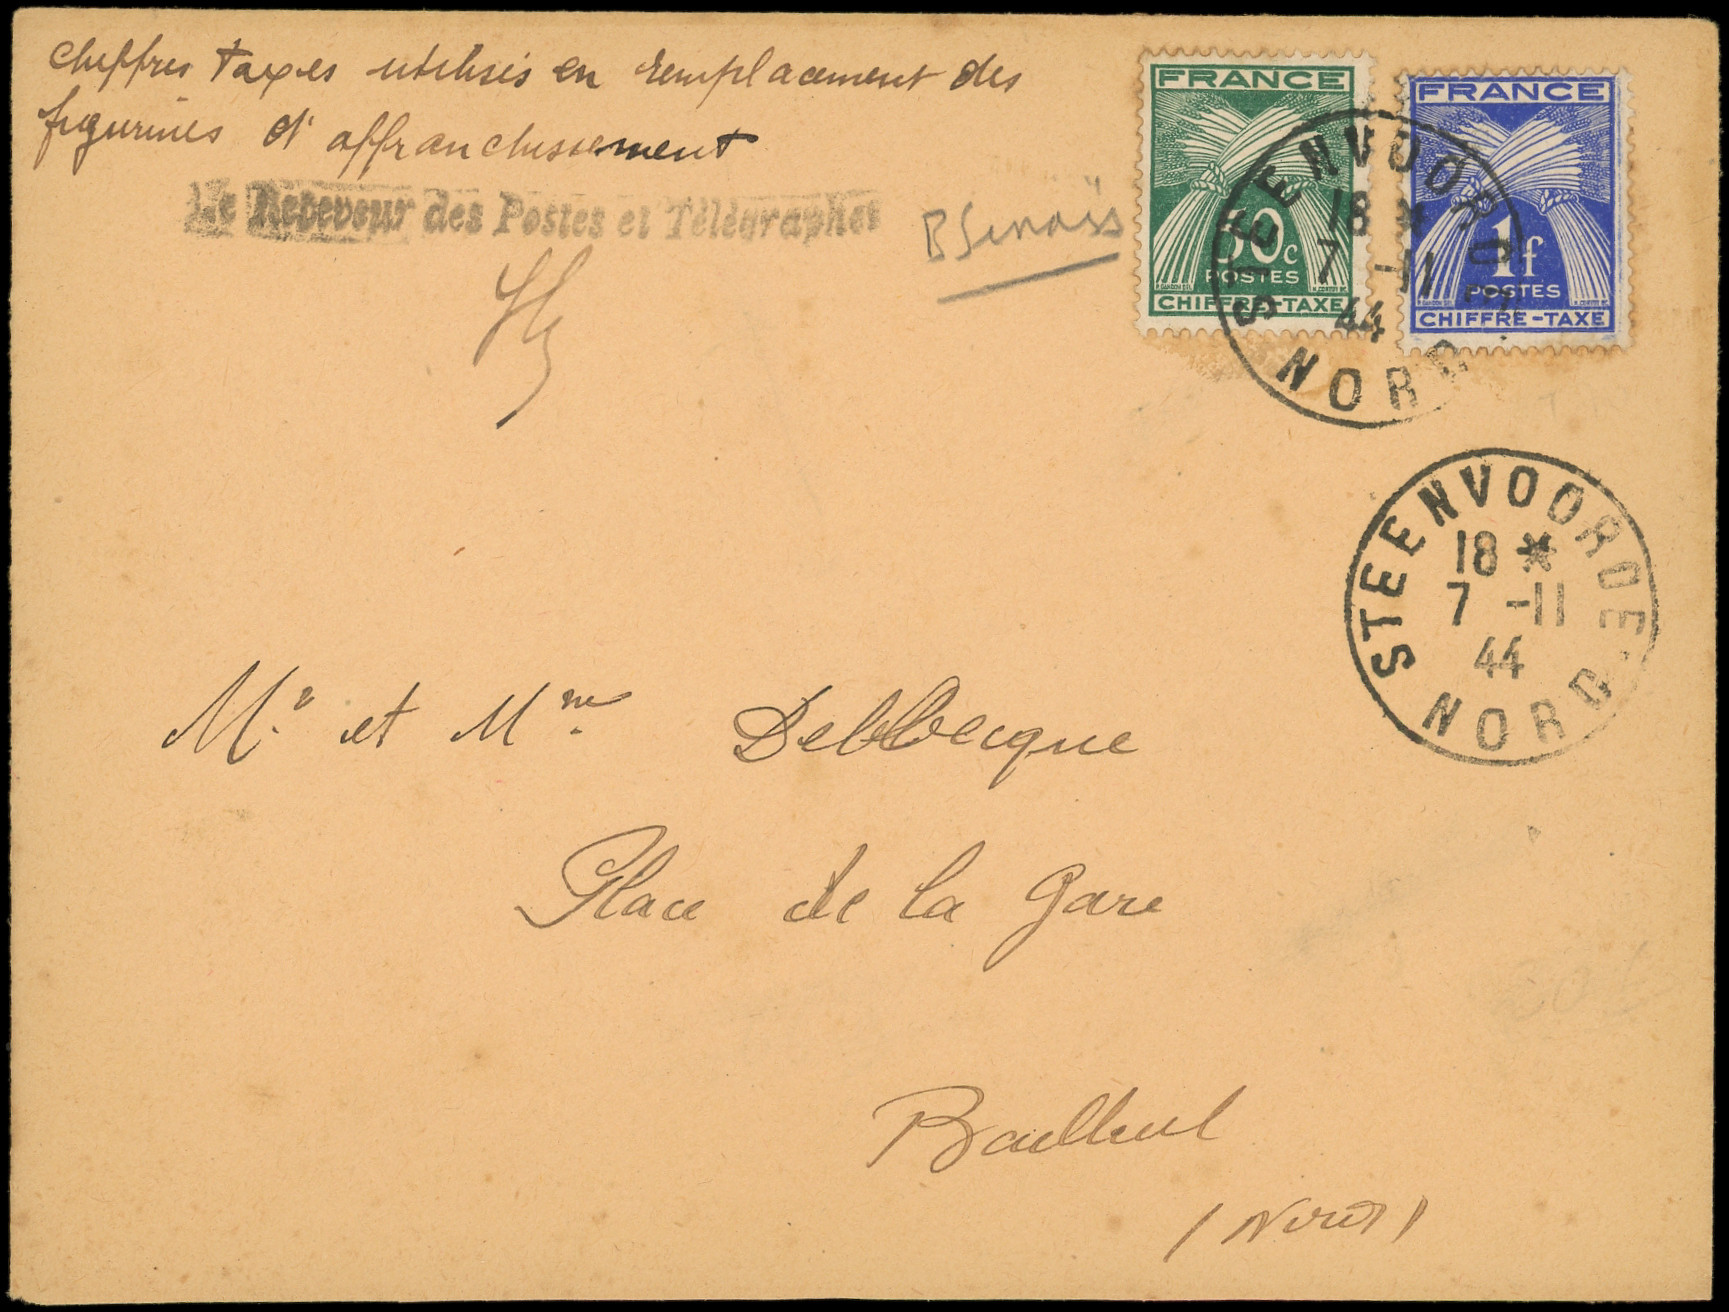 chiffres taxes utilisés en remplacement des
figurines d'affranchissement
Le Receveur des Postes et Télégraphes
FRANCE
50c
POSTES
CHIFFRE-TAXE
FRANCE
1f
POSTES
CHIFFRE-TAXE
STEENVOORDE
18 *
7 -11
44
NORD
STEENVOORDE
18 *
7 -11
44
NORD
Mr et Mme Debbecque
Place de la Gare
Bailleul
(Nord)